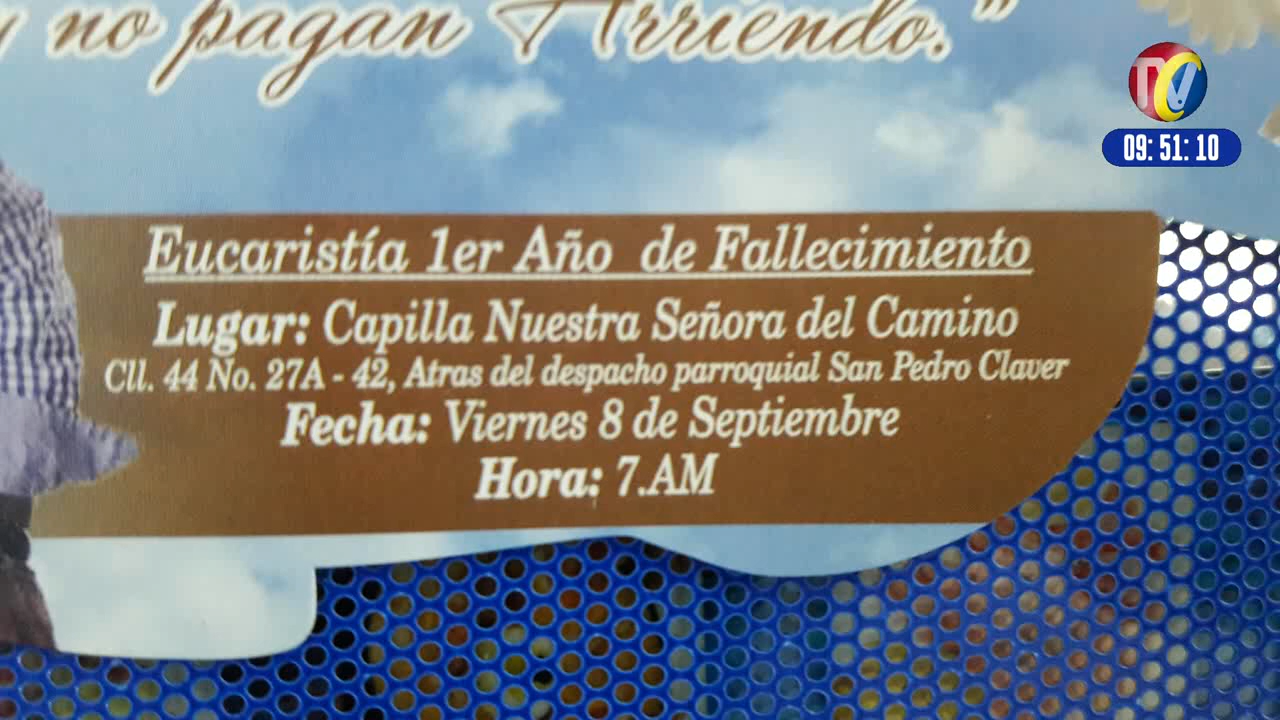 y no pagan Arriendo."
TVC
09: 51: 10
Eucaristía 1er Año de Fallecimiento
Lugar: Capilla Nuestra Señora del Camino
Cll. 44 No. 27A - 42, Atras del despacho parroquial San Pedro Claver
Fecha: Viernes 8 de Septiembre
Hora: 7.AM